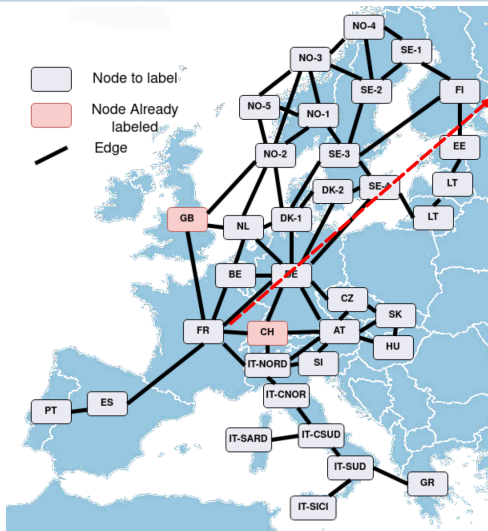 Node to label
Node Already
labeled
Edge
NO-4
SE-1
NO-3
SE-2
FI
NO-5
NO-1
EE
NO-2
SE-3
LT
DK-2
SE-4
GB
NL
DK-1
LT
BE
DE
CZ
SK
FR
CH
AT
HU
IT-NORD
SI
IT-CNOR
PT
ES
IT-SARD
IT-CSUD
IT-SUD
GR
IT-SICI